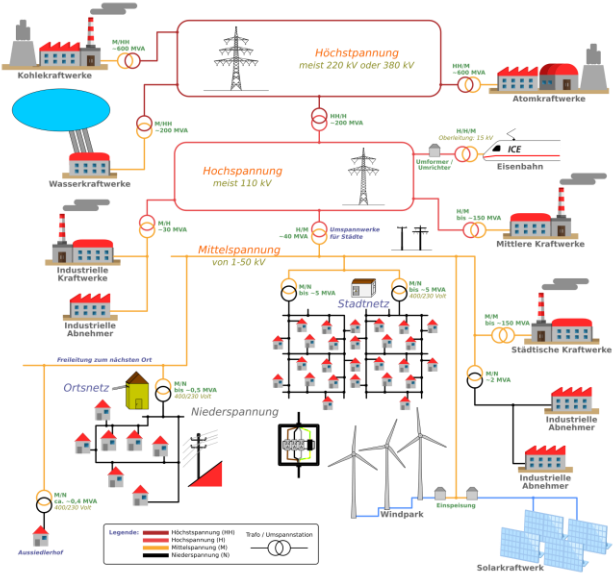 M/HH
~600 MVA
Kohlekraftwerke
Höchstpannung
meist 220 kV oder 380 kV
HH/M
~600 MVA
Atomkraftwerke
M/HH
~200 MVA
Wasserkraftwerke
HH/H
~200 MVA
Hochspannung
meist 110 kV
H/H/M
Oberleitung: 15 kV
Umformer /
Umrichter
ICE
Eisenbahn
M/H
~30 MVA
Industrielle
Kraftwerke
H/M
~40 MVA
Umspannwerke
für Städte
H/M
bis ~150 MVA
Mittlere Kraftwerke
Mittelspannung
von 1-50 kV
Industrielle
Abnehmer
M/N
bis ~5 MVA
Stadtnetz
M/N
bis ~5 MVA
400/230 Volt
M/M
bis ~150 MVA
Städtische Kraftwerke
Freileitung zum nächsten Ort
Ortsnetz
M/N
bis ~0,5 MVA
400/230 Volt
Niederspannung
M/N
~2 MVA
Industrielle
Abnehmer
Industrielle
Abnehmer
M/N
ca. ~0,4 MVA
400/230 Volt
Aussiedlerhof
Windpark
Einspeisung
Solarkraftwerk
Legende:
Höchstspannung (HH)
Hochspannung (H)
Mittelspannung (M)
Niederspannung (N)
Trafo / Umspannstation